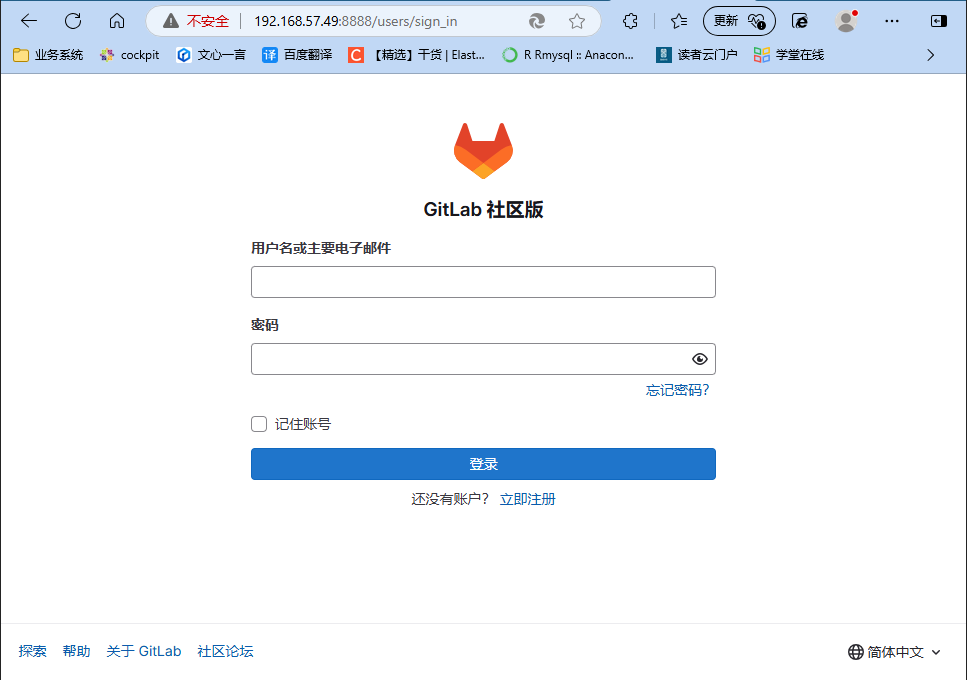 不安全 192.168.57.49:8888/users/sign_in 更新
业务系统 cockpit 文心一言 译 百度翻译 C 【精选】干货 | Elast... R Rmysql :: Anacon... 读者云门户 学堂在线
GitLab 社区版
用户名或主要电子邮件
密码
忘记密码?
记住账号
登录
还没有账户? 立即注册
探索 帮助 关于 GitLab 社区论坛 简体中文